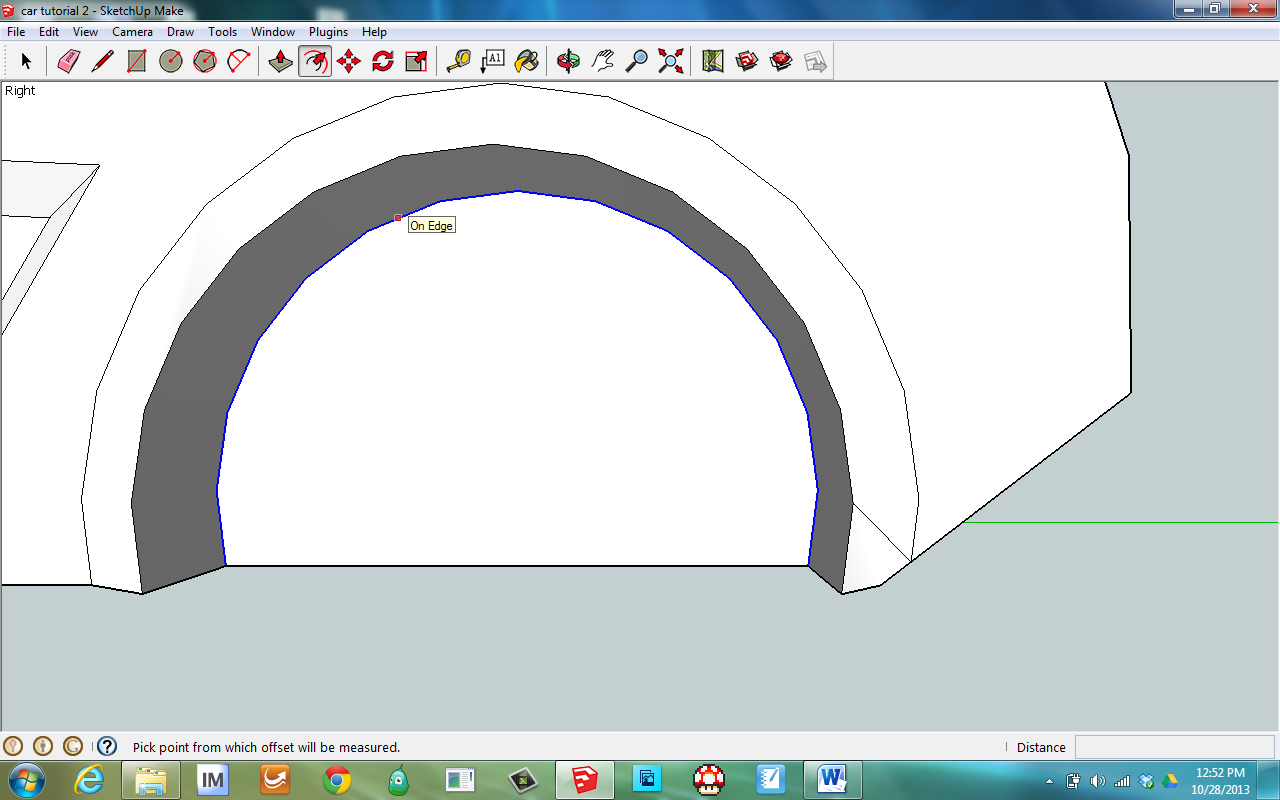 car tutorial 2 - SketchUp Make
File Edit View Camera Draw Tools Window Plugins Help
A1
Right
On Edge
G ? Pick point from which offset will be measured. Distance
IM W 12:52 PM
10/28/2013